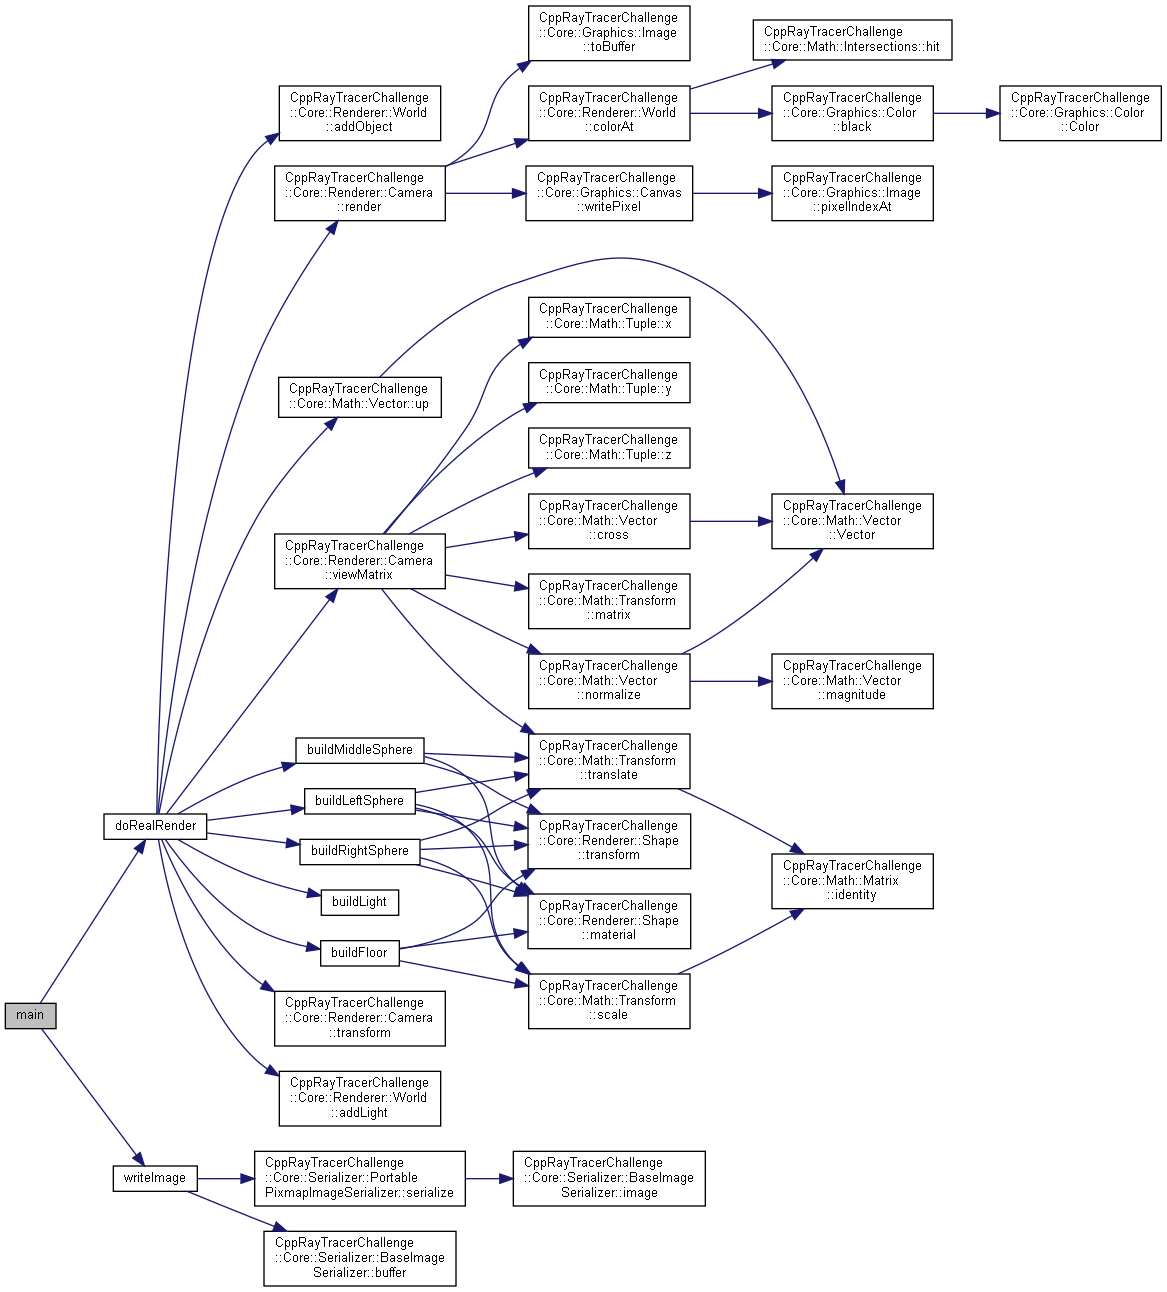 CppRayTracerChallenge
::Core::Graphics::Image
::toBuffer
CppRayTracerChallenge
::Core::Math::Intersections::hit
CppRayTracerChallenge
::Core::Renderer::World
::addObject
CppRayTracerChallenge
::Core::Renderer::World
::colorAt
CppRayTracerChallenge
::Core::Graphics::Color
::black
CppRayTracerChallenge
::Core::Graphics::Color
::Color
CppRayTracerChallenge
::Core::Renderer::Camera
::render
CppRayTracerChallenge
::Core::Graphics::Canvas
::writePixel
CppRayTracerChallenge
::Core::Graphics::Image
::pixelIndexAt
CppRayTracerChallenge
::Core::Math::Tuple::x
CppRayTracerChallenge
::Core::Math::Vector::up
CppRayTracerChallenge
::Core::Math::Tuple::y
CppRayTracerChallenge
::Core::Math::Tuple::z
CppRayTracerChallenge
::Core::Math::Vector
::cross
CppRayTracerChallenge
::Core::Math::Vector
::Vector
CppRayTracerChallenge
::Core::Renderer::Camera
::viewMatrix
CppRayTracerChallenge
::Core::Math::Transform
::matrix
CppRayTracerChallenge
::Core::Math::Vector
::normalize
CppRayTracerChallenge
::Core::Math::Vector
::magnitude
buildMiddleSphere
CppRayTracerChallenge
::Core::Math::Transform
::translate
buildLeftSphere
doRealRender
buildRightSphere
CppRayTracerChallenge
::Core::Renderer::Shape
::transform
CppRayTracerChallenge
::Core::Math::Matrix
::identity
buildLight
CppRayTracerChallenge
::Core::Renderer::Shape
::material
buildFloor
CppRayTracerChallenge
::Core::Math::Transform
::scale
main
CppRayTracerChallenge
::Core::Renderer::Camera
::transform
CppRayTracerChallenge
::Core::Renderer::World
::addLight
writeImage
CppRayTracerChallenge
::Core::Serializer::Portable
PixmapImageSerializer::serialize
CppRayTracerChallenge
::Core::Serializer::BaseImage
Serializer::image
CppRayTracerChallenge
::Core::Serializer::BaseImage
Serializer::buffer